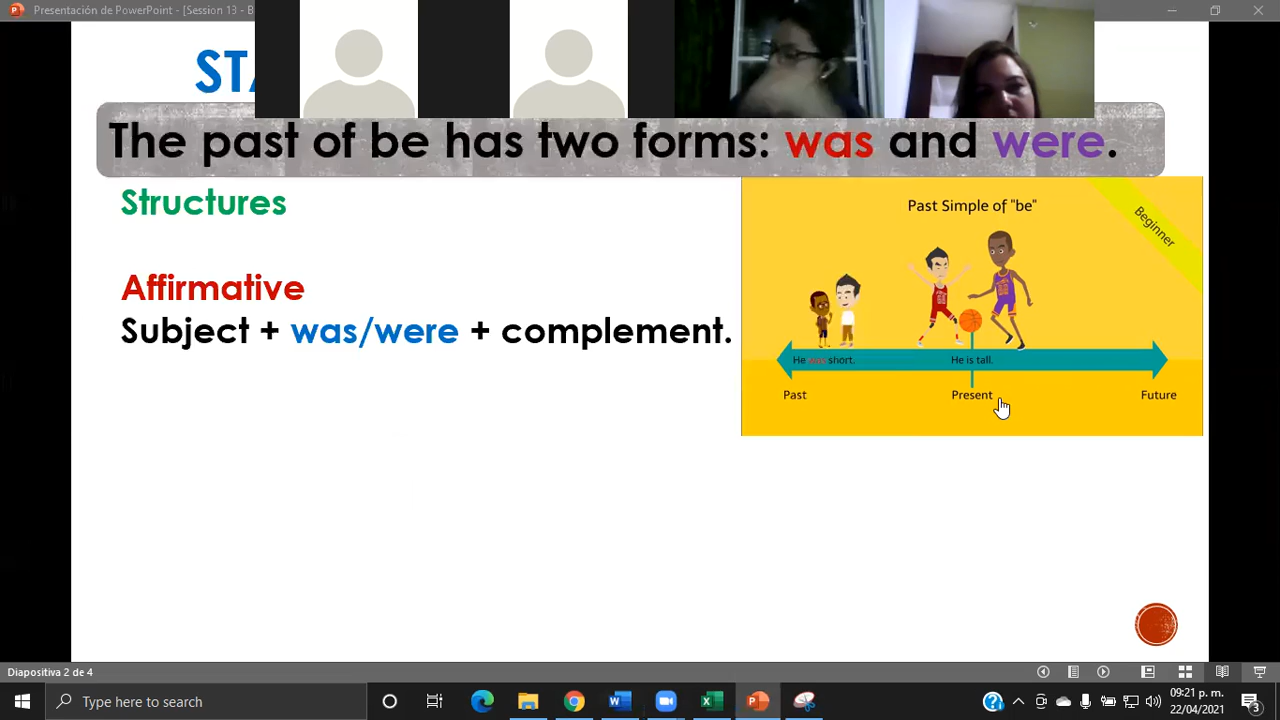 Presentación de PowerPoint - [Session 13 - B
The past of be has two forms: was and were.
Structures
Affirmative
Subject + was/were + complement.
Past Simple of "be"
Beginner
He was short.
He is tall.
Past
Present
Future
Diapositiva 2 de 4
Type here to search
09:21 p. m.
22/04/2021
3